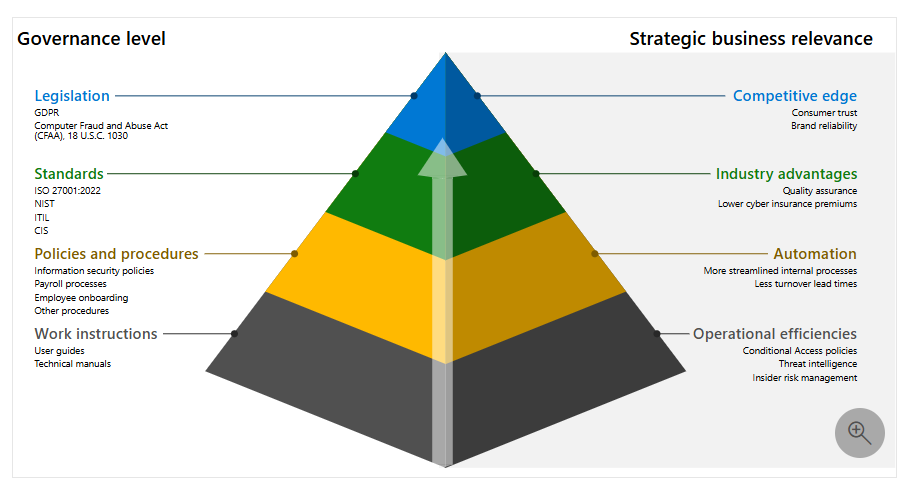 Governance level
Strategic business relevance
Legislation
GDPR
Computer Fraud and Abuse Act
(CFAA), 18 U.S.C. 1030
Competitive edge
Consumer trust
Brand reliability
Standards
ISO 27001:2022
NIST
ITIL
CIS
Industry advantages
Quality assurance
Lower cyber insurance premiums
Policies and procedures
Information security policies
Payroll processes
Employee onboarding
Other procedures
Automation
More streamlined internal processes
Less turnover lead times
Work instructions
User guides
Technical manuals
Operational efficiencies
Conditional Access policies
Threat intelligence
Insider risk management